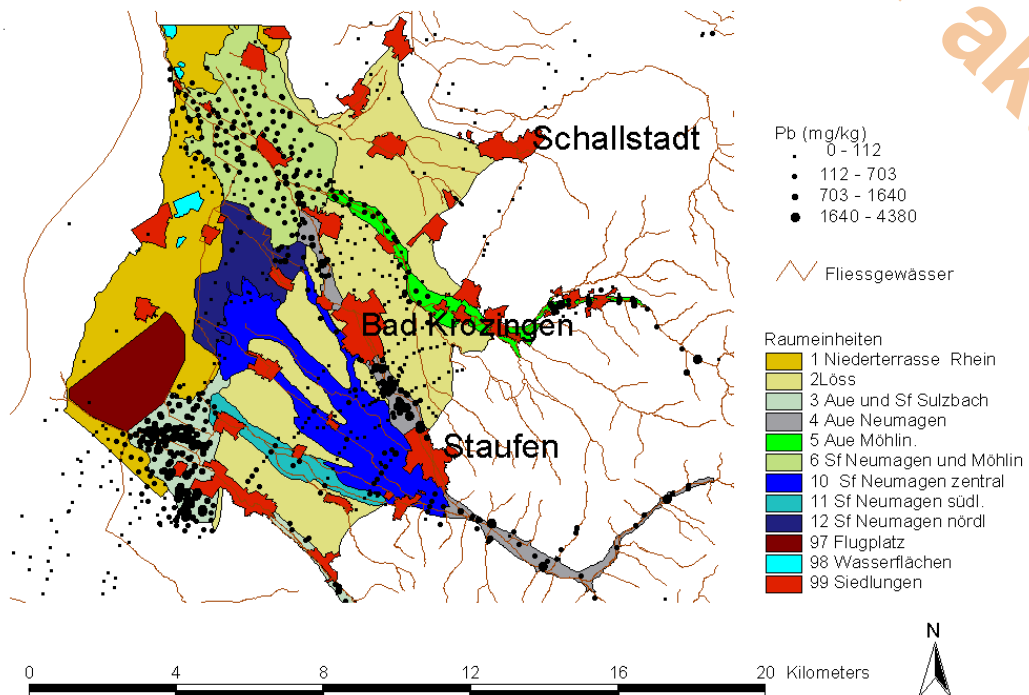 ak
Schallstadt
Bad Krozingen
Staufen
Pb (mg/kg)
0 - 112
112 - 703
703 - 1640
1640 - 4380
Fliessgewässer
Raumeinheiten
1 Niederterrasse Rhein
2Löss
3 Aue und Sf Sulzbach
4 Aue Neumagen
5 Aue Möhlin.
6 Sf Neumagen und Möhlin
10 Sf Neumagen zentral
11 Sf Neumagen südl.
12 Sf Neumagen nördl
97 Flugplatz
98 Wasserflächen
99 Siedlungen
N
0 4 8 12 16 20 Kilometers